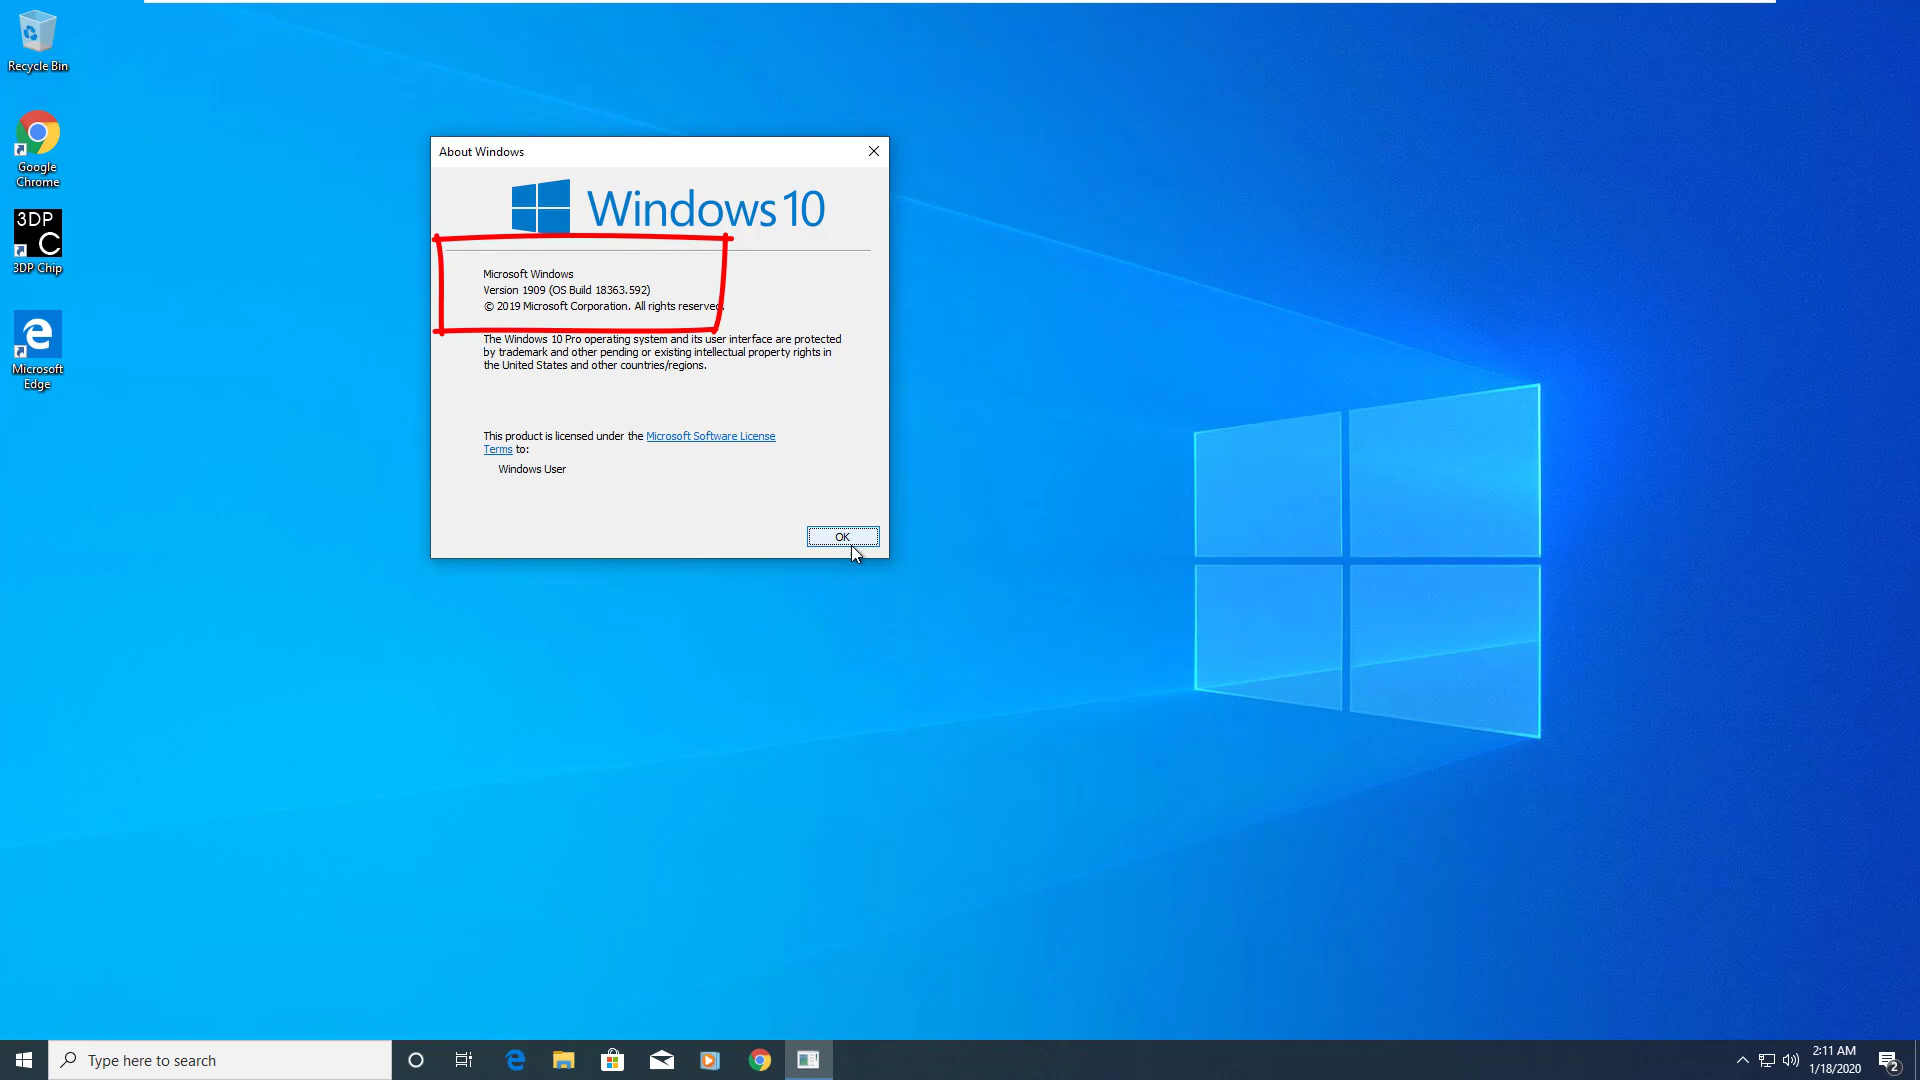 Recycle Bin
Google
Chrome
3DP
C
3DP Chip
Microsoft
Edge
About Windows
Windows 10
Microsoft Windows
Version 1909 (OS Build 18363.592)
© 2019 Microsoft Corporation. All rights reserved.
The Windows 10 Pro operating system and its user interface are protected
by trademark and other pending or existing intellectual property rights in
the United States and other countries/regions.
This product is licensed under the Microsoft Software License
Terms to:
Windows User
OK
Type here to search
2:11 AM
1/18/2020
2